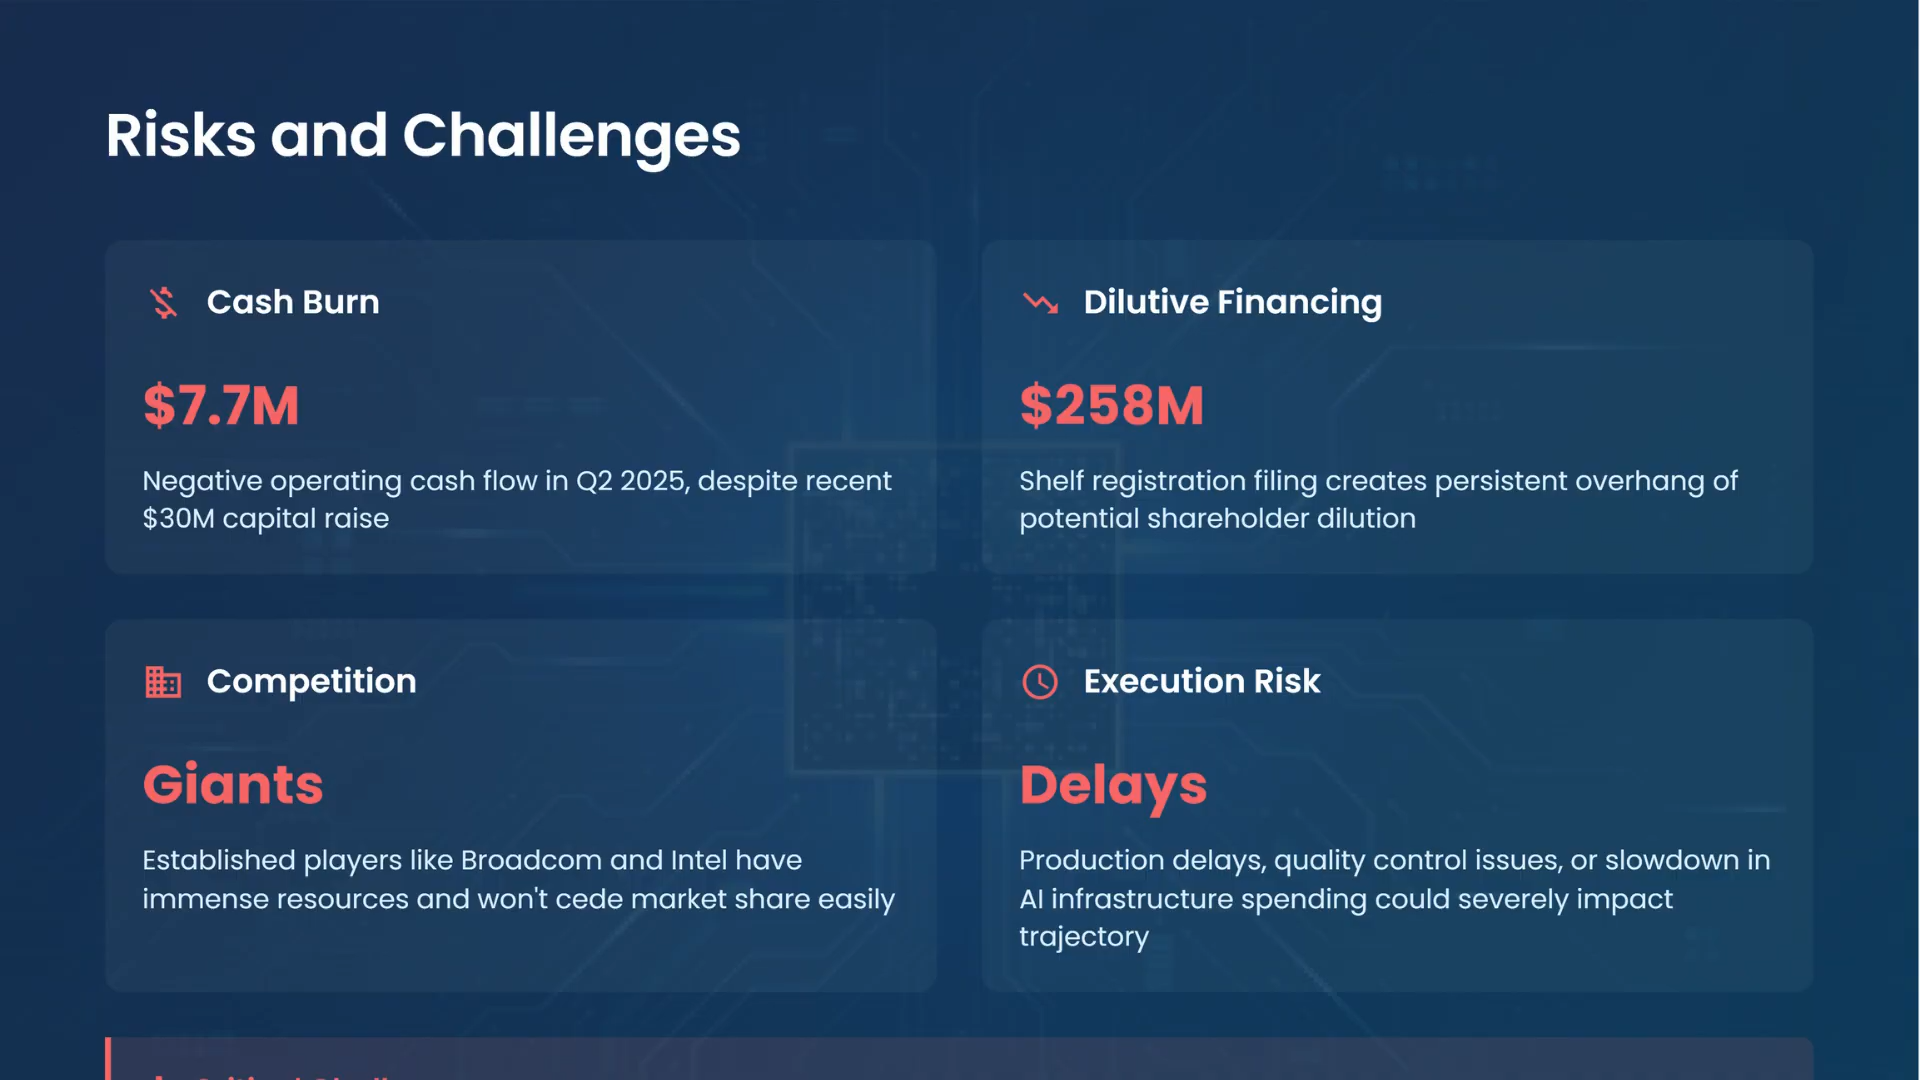 Risks and Challenges
Cash Burn
$7.7M
Negative operating cash flow in Q2 2025, despite recent
$30M capital raise
Dilutive Financing
$258M
Shelf registration filing creates persistent overhang of
potential shareholder dilution
Competition
Giants
Established players like Broadcom and Intel have
immense resources and won't cede market share easily
Execution Risk
Delays
Production delays, quality control issues, or slowdown in
AI infrastructure spending could severely impact
trajectory